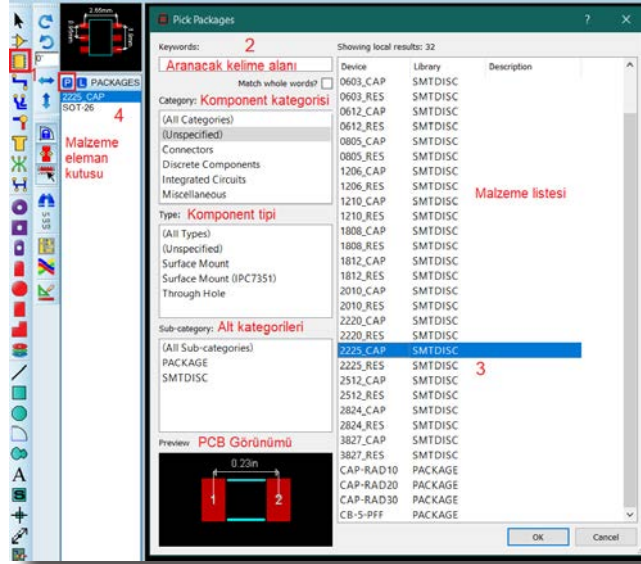 2.66mm
0.95mm
1.9mm
0°
1
P L PACKAGES
2225_CAP
SOT-26
4
Malzeme
eleman
kutusu
A
S
Pick Packages
? ×
Keywords:
2
Aranacak kelime alanı
Match whole words?
Category: Komponent kategorisi
(All Categories)
(Unspecified)
Connectors
Discrete Components
Integrated Circuits
Miscellaneous
Type: Komponent tipi
(All Types)
(Unspecified)
Surface Mount
Surface Mount (IPC7351)
Through Hole
Sub-category: Alt kategorileri
(All Sub-categories)
PACKAGE
SMTDISC
Preview PCB Görünümü
0.23in
1 2
Showing local results: 32
Device Library Description
0603_CAP SMTDISC
0603_RES SMTDISC
0612_CAP SMTDISC
0612_RES SMTDISC
0805_CAP SMTDISC
0805_RES SMTDISC
1206_CAP SMTDISC
1206_RES SMTDISC
1210_CAP SMTDISC
1210_RES SMTDISC
1808_CAP SMTDISC
1808_RES SMTDISC
1812_CAP SMTDISC
1812_RES SMTDISC
2010_CAP SMTDISC
2010_RES SMTDISC
2220_CAP SMTDISC
2220_RES SMTDISC
2225_CAP SMTDISC
2225_RES SMTDISC
2512_CAP SMTDISC
2512_RES SMTDISC
2824_CAP SMTDISC
2824_RES SMTDISC
3827_CAP SMTDISC
3827_RES SMTDISC
CAP-RAD10 PACKAGE
CAP-RAD20 PACKAGE
CAP-RAD30 PACKAGE
CB-5-PFF PACKAGE
Malzeme listesi
3
OK Cancel